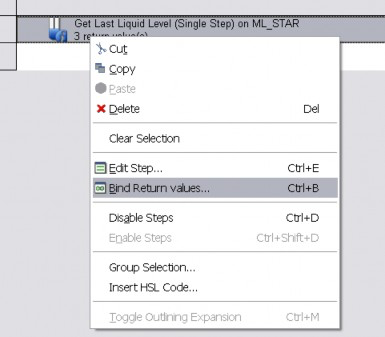 Get Last Liquid Level (Single Step) on ML_STAR
3 return value(s)
Cut
Copy
Paste
Delete Del
Clear Selection
Edit Step... Ctrl+E
Bind Return values... Ctrl+B
Disable Steps Ctrl+D
Enable Steps Ctrl+Shift+D
Group Selection...
Insert HSL Code...
Toggle Outlining Expansion Ctrl+M